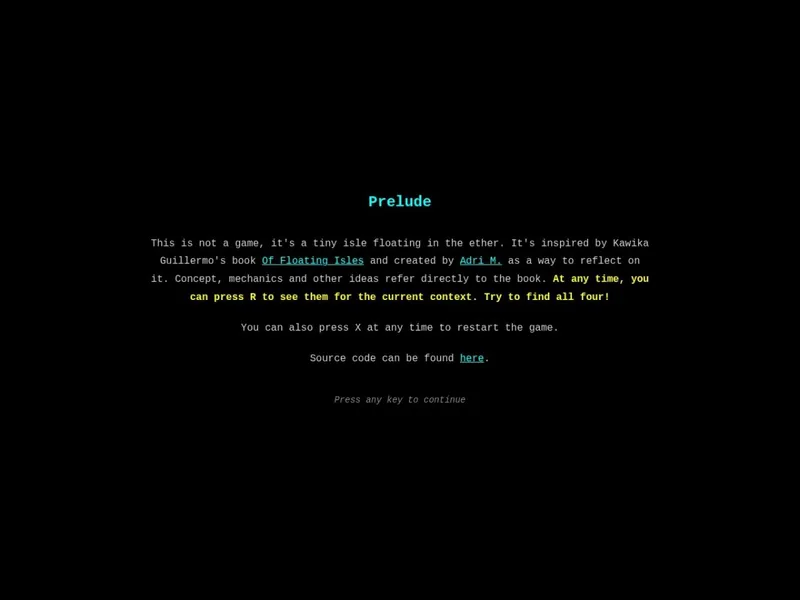 Prelude
This is not a game, it's a tiny isle floating in the ether. It's inspired by Kawika
Guillermo's book Of Floating Isles and created by Adri M. as a way to reflect on
it. Concept, mechanics and other ideas refer directly to the book. At any time, you
can press R to see them for the current context. Try to find all four!
You can also press X at any time to restart the game.
Source code can be found here.
Press any key to continue